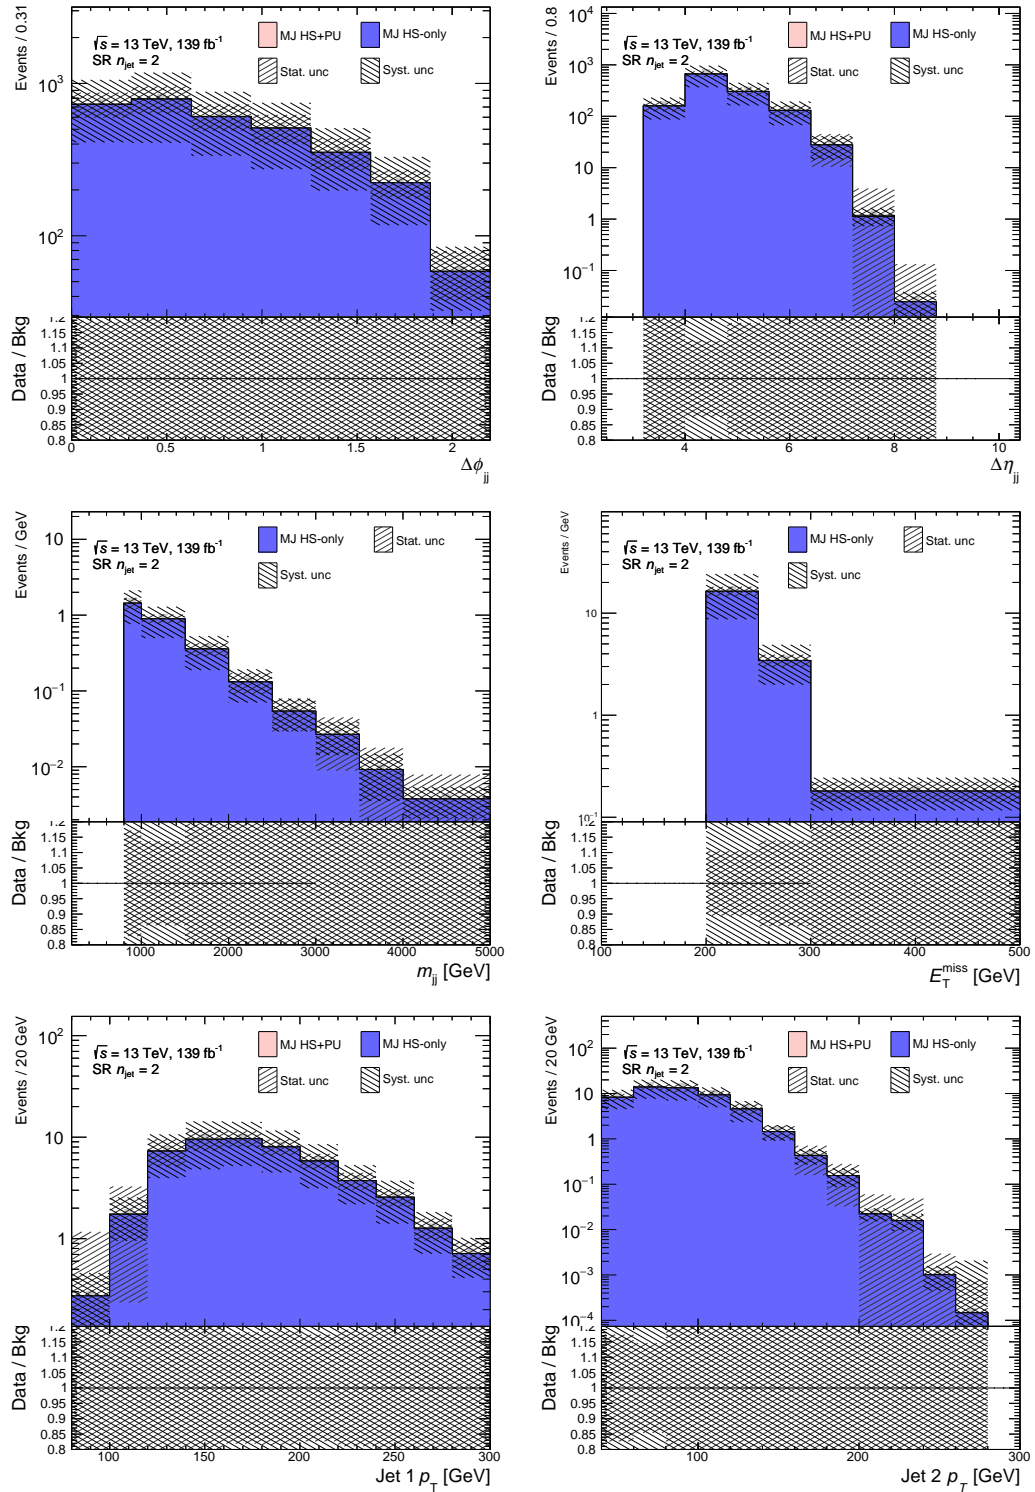 Events / 0.31
10³
10²
√s = 13 TeV, 139 fb⁻¹
SR n_jet = 2
MJ HS+PU
MJ HS-only
Stat. unc
Syst. unc
Data / Bkg
1.2
1.15
1.1
1.05
1
0.95
0.9
0.85
0.8
0 0.5 1 1.5 2
Δϕ_jj
Events / 0.8
10⁴
10³
10²
10
1
10⁻¹
√s = 13 TeV, 139 fb⁻¹
SR n_jet = 2
MJ HS+PU
MJ HS-only
Stat. unc
Syst. unc
Data / Bkg
1.2
1.15
1.1
1.05
1
0.95
0.9
0.85
0.8
4 6 8 10
Δη_jj
Events / GeV
10
1
10⁻¹
10⁻²
√s = 13 TeV, 139 fb⁻¹
SR n_jet = 2
MJ HS-only
Stat. unc
Syst. unc
Data / Bkg
1.2
1.15
1.1
1.05
1
0.95
0.9
0.85
0.8
1000 2000 3000 4000 5000
m_jj [GeV]
Events / GeV
10
1
10⁻¹
√s = 13 TeV, 139 fb⁻¹
SR n_jet = 2
MJ HS-only
Stat. unc
Syst. unc
Data / Bkg
1.2
1.15
1.1
1.05
1
0.95
0.9
0.85
0.8
100 200 300 400 500
E_T^miss [GeV]
Events / 20 GeV
10²
10
1
√s = 13 TeV, 139 fb⁻¹
SR n_jet = 2
MJ HS+PU
MJ HS-only
Stat. unc
Syst. unc
Data / Bkg
1.2
1.15
1.1
1.05
1
0.95
0.9
0.85
0.8
100 150 200 250 300
Jet 1 p_T [GeV]
Events / 20 GeV
10²
10
1
10⁻¹
10⁻²
10⁻³
10⁻⁴
√s = 13 TeV, 139 fb⁻¹
SR n_jet = 2
MJ HS+PU
MJ HS-only
Stat. unc
Syst. unc
Data / Bkg
1.2
1.15
1.1
1.05
1
0.95
0.9
0.85
0.8
100 200 300
Jet 2 p_T [GeV]